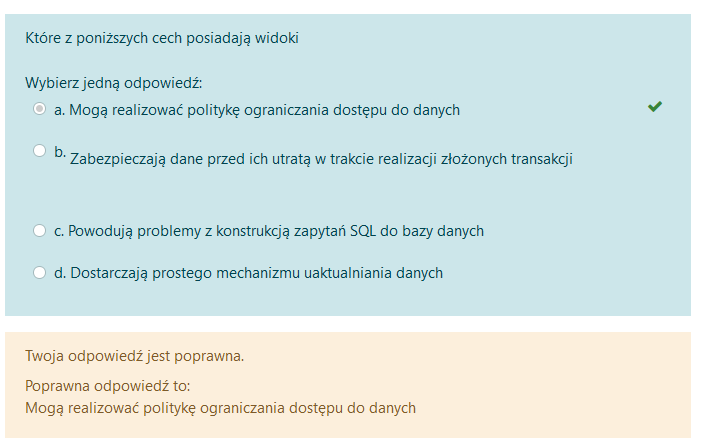 Które z poniższych cech posiadają widoki
Wybierz jedną odpowiedź:
a. Mogą realizować politykę ograniczania dostępu do danych
b. Zabezpieczają dane przed ich utratą w trakcie realizacji złożonych transakcji
c. Powodują problemy z konstrukcją zapytań SQL do bazy danych
d. Dostarczają prostego mechanizmu uaktualniania danych
Twoja odpowiedź jest poprawna.
Poprawna odpowiedź to:
Mogą realizować politykę ograniczania dostępu do danych